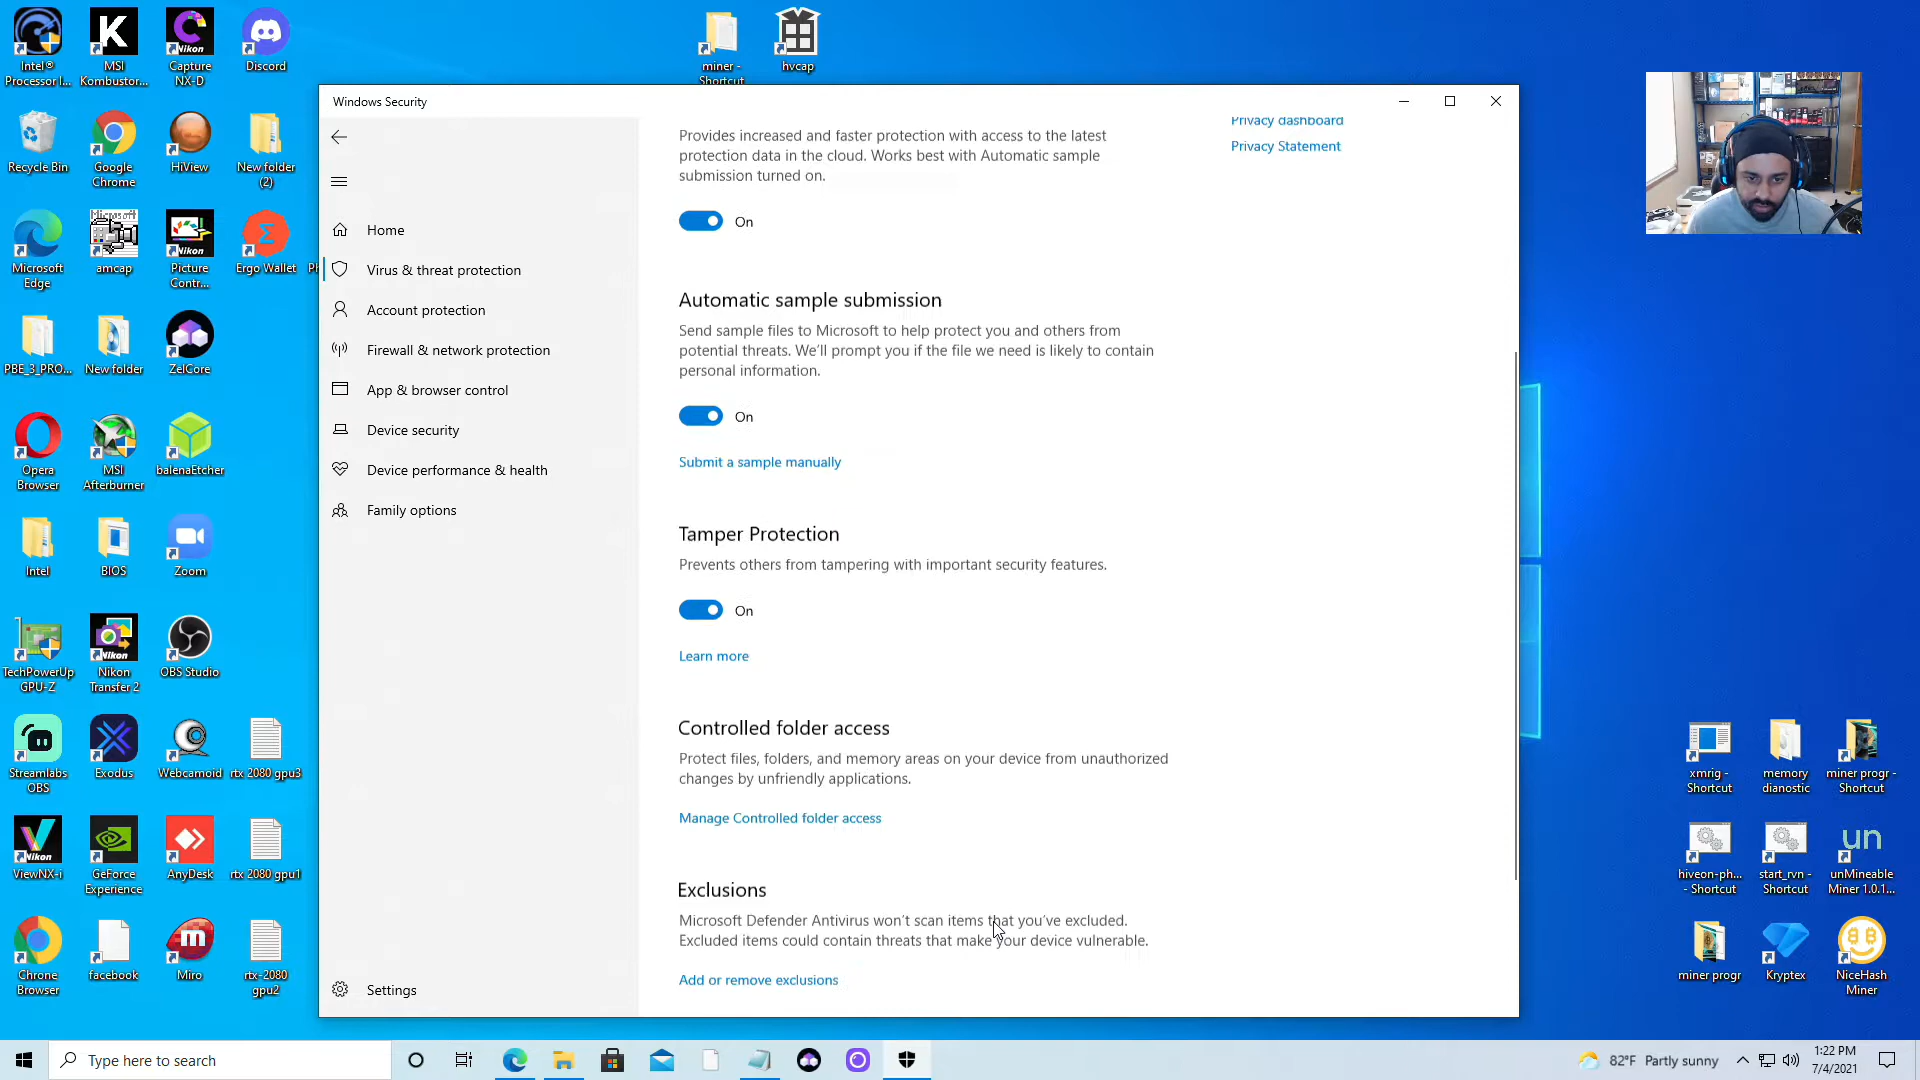 Intel®
Processor I...
MSI
Kombustor...
Capture
NX-D
Discord
miner -
Shortcut
hvcap
Recycle Bin
Google
Chrome
HiView
New folder
(2)
Microsoft
Edge
amcap
Picture
Contr...
Ergo Wallet
PBE_3_PRO...
New folder
ZelCore
Opera
Browser
MSI
Afterburner
balenaEtcher
Intel
BIOS
Zoom
TechPowerUp
GPU-Z
Nikon
Transfer 2
OBS Studio
Streamlabs
OBS
Exodus
Webcamoid
rtx 2080 gpu3
ViewNX-i
GeForce
Experience
AnyDesk
rtx 2080 gpu1
Chrome
Browser
facebook
Miro
rtx-2080
gpu2
Windows Security
Home
Virus & threat protection
Account protection
Firewall & network protection
App & browser control
Device security
Device performance & health
Family options
Settings
Provides increased and faster protection with access to the latest
protection data in the cloud. Works best with Automatic sample
submission turned on.
On
Automatic sample submission
Send sample files to Microsoft to help protect you and others from
potential threats. We'll prompt you if the file we need is likely to contain
personal information.
On
Submit a sample manually
Tamper Protection
Prevents others from tampering with important security features.
On
Learn more
Controlled folder access
Protect files, folders, and memory areas on your device from unauthorized
changes by unfriendly applications.
Manage Controlled folder access
Exclusions
Microsoft Defender Antivirus won't scan items that you've excluded.
Excluded items could contain threats that make your device vulnerable.
Add or remove exclusions
Privacy dashboard
Privacy Statement
xmrig -
Shortcut
memory
dianostic
miner progr -
Shortcut
hiveon-ph...
- Shortcut
start_rvn -
Shortcut
un
unMineable
Miner 1.0.1...
miner progr
Kryptex
NiceHash
Miner
Type here to search
82°F Partly sunny
1:22 PM
7/4/2021